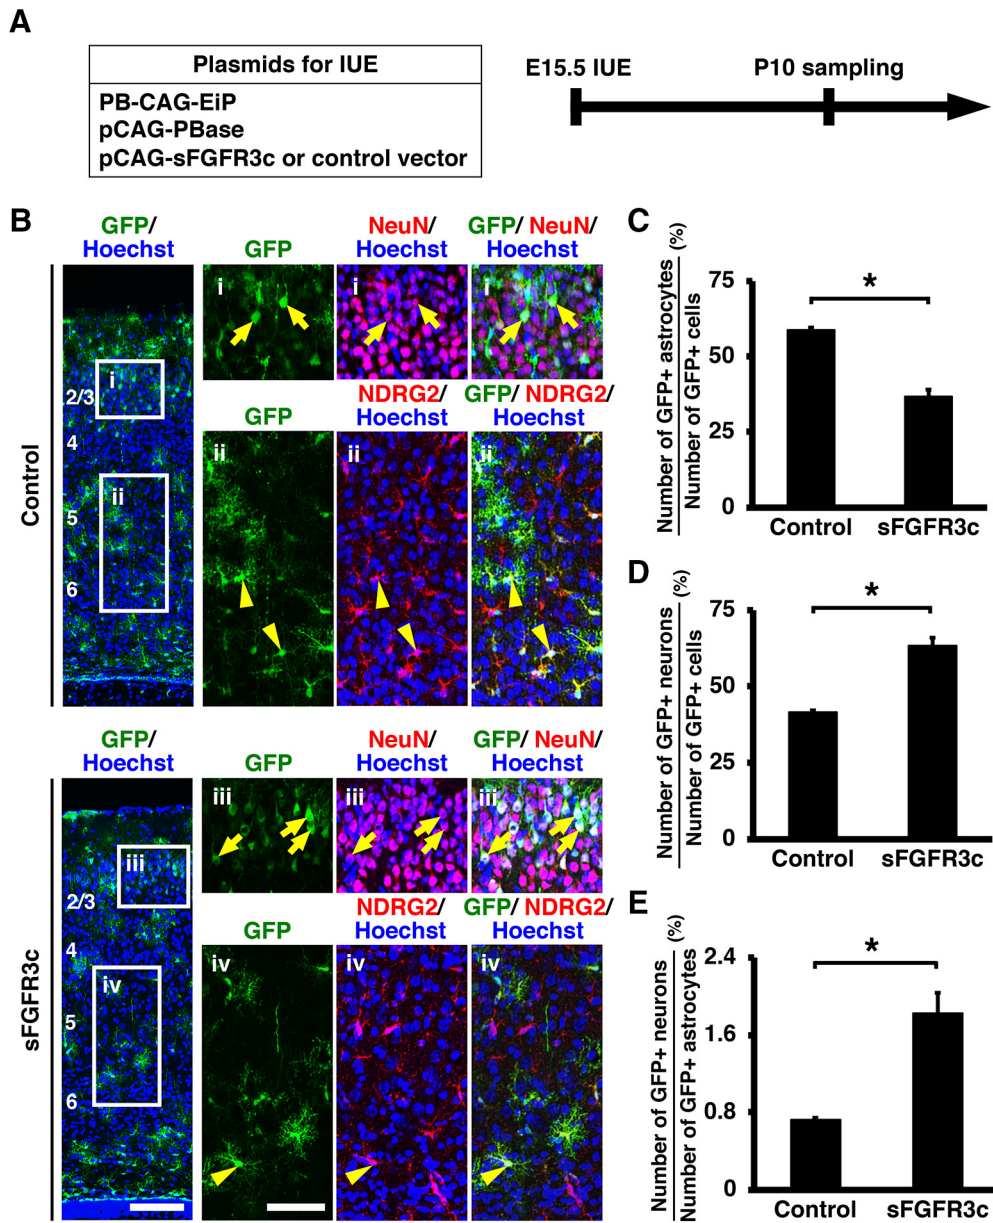 A
Plasmids for IUE
PB-CAG-EiP
pCAG-PBase
pCAG-sFGFR3c or control vector
E15.5 IUE
P10 sampling
B
Control
GFP/
Hoechst
GFP
NeuN/
Hoechst
GFP/ NeuN/
Hoechst
i
i
i
i
2/3
4
5
6
ii
GFP
NDRG2/
Hoechst
GFP/ NDRG2/
Hoechst
ii
ii
ii
sFGFR3c
GFP/
Hoechst
GFP
NeuN/
Hoechst
GFP/ NeuN/
Hoechst
iii
iii
iii
iii
2/3
4
5
6
iv
GFP
NDRG2/
Hoechst
GFP/ NDRG2/
Hoechst
iv
iv
iv
C
Number of GFP+ astrocytes
Number of GFP+ cells
(%)
75
50
25
0
*
Control
sFGFR3c
D
Number of GFP+ neurons
Number of GFP+ cells
(%)
75
50
25
0
*
Control
sFGFR3c
E
Number of GFP+ neurons
Number of GFP+ astrocytes
(%)
2.4
1.6
0.8
0
*
Control
sFGFR3c